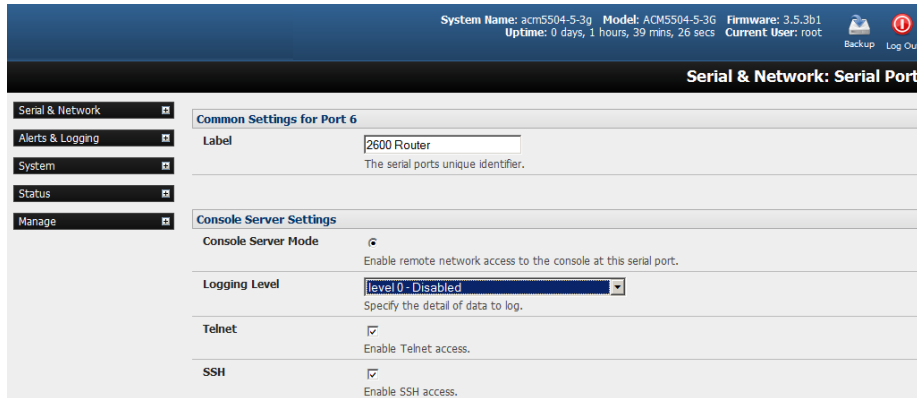 System Name: acm5504-5-3g Model: ACM5504-5-3G Firmware: 3.5.3b1
Uptime: 0 days, 1 hours, 39 mins, 26 secs Current User: root
Backup
Log Ou
Serial & Network: Serial Port
Serial & Network
Alerts & Logging
System
Status
Manage
Common Settings for Port 6
Label
2600 Router
The serial ports unique identifier.
Console Server Settings
Console Server Mode
Enable remote network access to the console at this serial port.
Logging Level
level 0 - Disabled
Specify the detail of data to log.
Telnet
Enable Telnet access.
SSH
Enable SSH access.